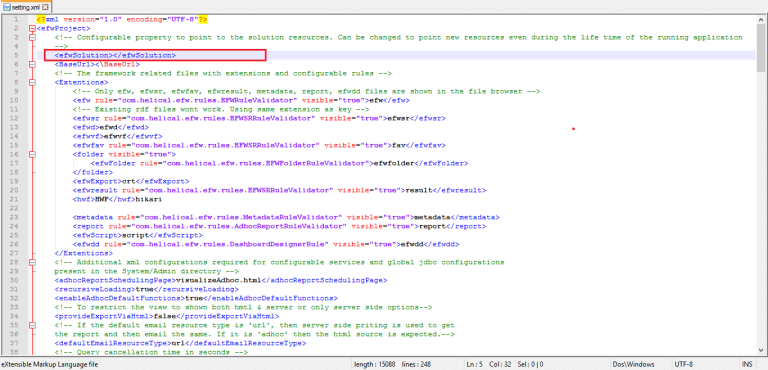 setting.xml
1 <?xml version="1.0" encoding="UTF-8"?>
2 <efwProject>
3 <!-- Configurable property to point to the solution resources. Can be changed to point new resources even during the life time of the running application
4 -->
5 <efwSolution></efwSolution>
6 <BaseUrl><\BaseUrl>
7 <!-- The framework related files with extensions and configurable rules -->
8 <Extentions>
9 <!-- Only efw, efwsr, efwfav, efwresult, metadata, report, efwdd files are shown in the file browser -->
10 <efw rule="com.helical.efw.rules.EFWRuleValidator" visible="true">efw</efw>
11 <!-- Existing rdf files wont work. Using same extension as key -->
12 <efwsr rule="com.helical.efw.rules.EFWSRRuleValidator" visible="true">efwsr</efwsr>
13 <efwd>efwd</efwd>
14 <efwvf>efwvf</efwvf>
15 <efwfav rule="com.helical.efw.rules.EFWSRRuleValidator" visible="true">fav</efwfav>
16 <folder visible="true">
17 <efwFolder rule="com.helical.efw.rules.EFWFolderRuleValidator">efwfolder</efwFolder>
18 </folder>
19 <efwExport>crt</efwExport>
20 <efwresult rule="com.helical.efw.rules.EFWSRRuleValidator" visible="true">result</efwresult>
21 <hwf>HWF</hwf>hikari
22
23 <metadata rule="com.helical.efw.rules.MetadataRuleValidator" visible="true">metadata</metadata>
24 <report rule="com.helical.efw.rules.AdhocReportRuleValidator" visible="true">report</report>
25 <efwScript>script</efwScript>
26 <efwdd rule="com.helical.efw.rules.DashboardDesignerRule" visible="true">efwdd</efwdd>
27 </Extentions>
28 <!-- Additional xml configurations required for configurable services and global jdbc configurations
29 present in the System/Admin directory -->
30 <adhocReportSchedulingPage>visualizeAdhoc.html</adhocReportSchedulingPage>
31 <recursiveLoading>true</recursiveLoading>
32 <enableAdhocDefaultFunctions>true</enableAdhocDefaultFunctions>
33 <!-- To restrict the view to shown both hmtl & server or only server side options-->
34 <provideExportViaHtml>false</provideExportViaHtml>
35 <!-- If the default email resource type is 'url', then server side priting is used to get
36 the report and then email the same. If it is 'adhoc' then the html source is expected.-->
37 <defaultEmailResourceType>url</defaultEmailResourceType>
38 <!-- Query cancellation time in seconds -->
eXtensible Markup Language file length : 15088 lines : 248 Ln : 5 Col : 32 Sel : 0 | 0 Dos\Windows UTF-8 INS